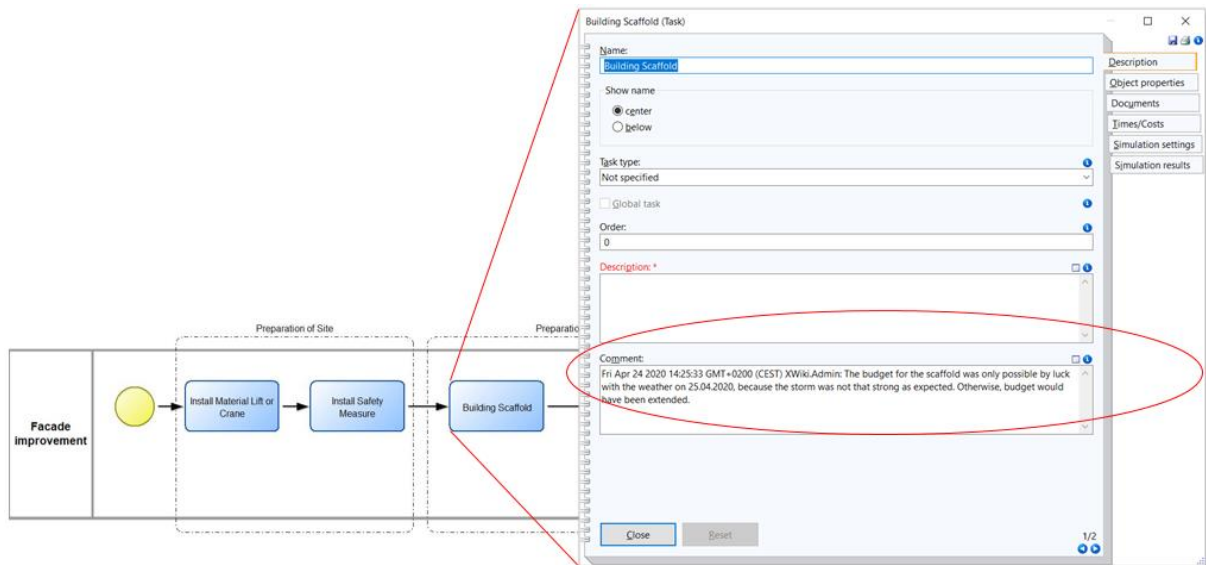 Building Scaffold (Task)
Name:
Building Scaffold
Show name
center
below
Task type:
Not specified
Global task
Order:
0
Description: *
Comment:
Fri Apr 24 2020 14:25:33 GMT+0200 (CEST) XWiki.Admin: The budget for the scaffold was only possible by luck
with the weather on 25.04.2020, because the storm was not that strong as expected. Otherwise, budget would
have been extended.
Close
Reset
1/2
Description
Object properties
Documents
Times/Costs
Simulation settings
Simulation results
Preparation of Site
Preparatio
Facade
improvement
Install Material Lift or
Crane
Install Safety
Measure
Building Scaffold